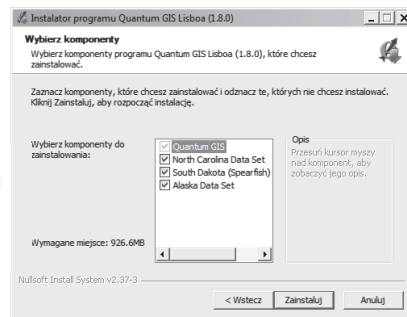 Instalator programu Quantum GIS Lisboa (1.8.0)
Wybierz komponenty
Wybierz komponenty programu Quantum GIS Lisboa (1.8.0), które chcesz
zainstalować.
Zaznacz komponenty, które chcesz zainstalować i odznacz te, których nie chcesz instalować.
Kliknij Zainstaluj, aby rozpocząć instalację.
Wybierz komponenty do
zainstalowania:
Quantum GIS
North Carolina Data Set
South Dakota (Spearfish)
Alaska Data Set
Opis
Przesuń kursor myszy
nad komponent, aby
zobaczyć jego opis.
Wymagane miejsce: 926.6MB
Nullsoft Install System v2.37-3
< Wstecz
Zainstaluj
Anuluj